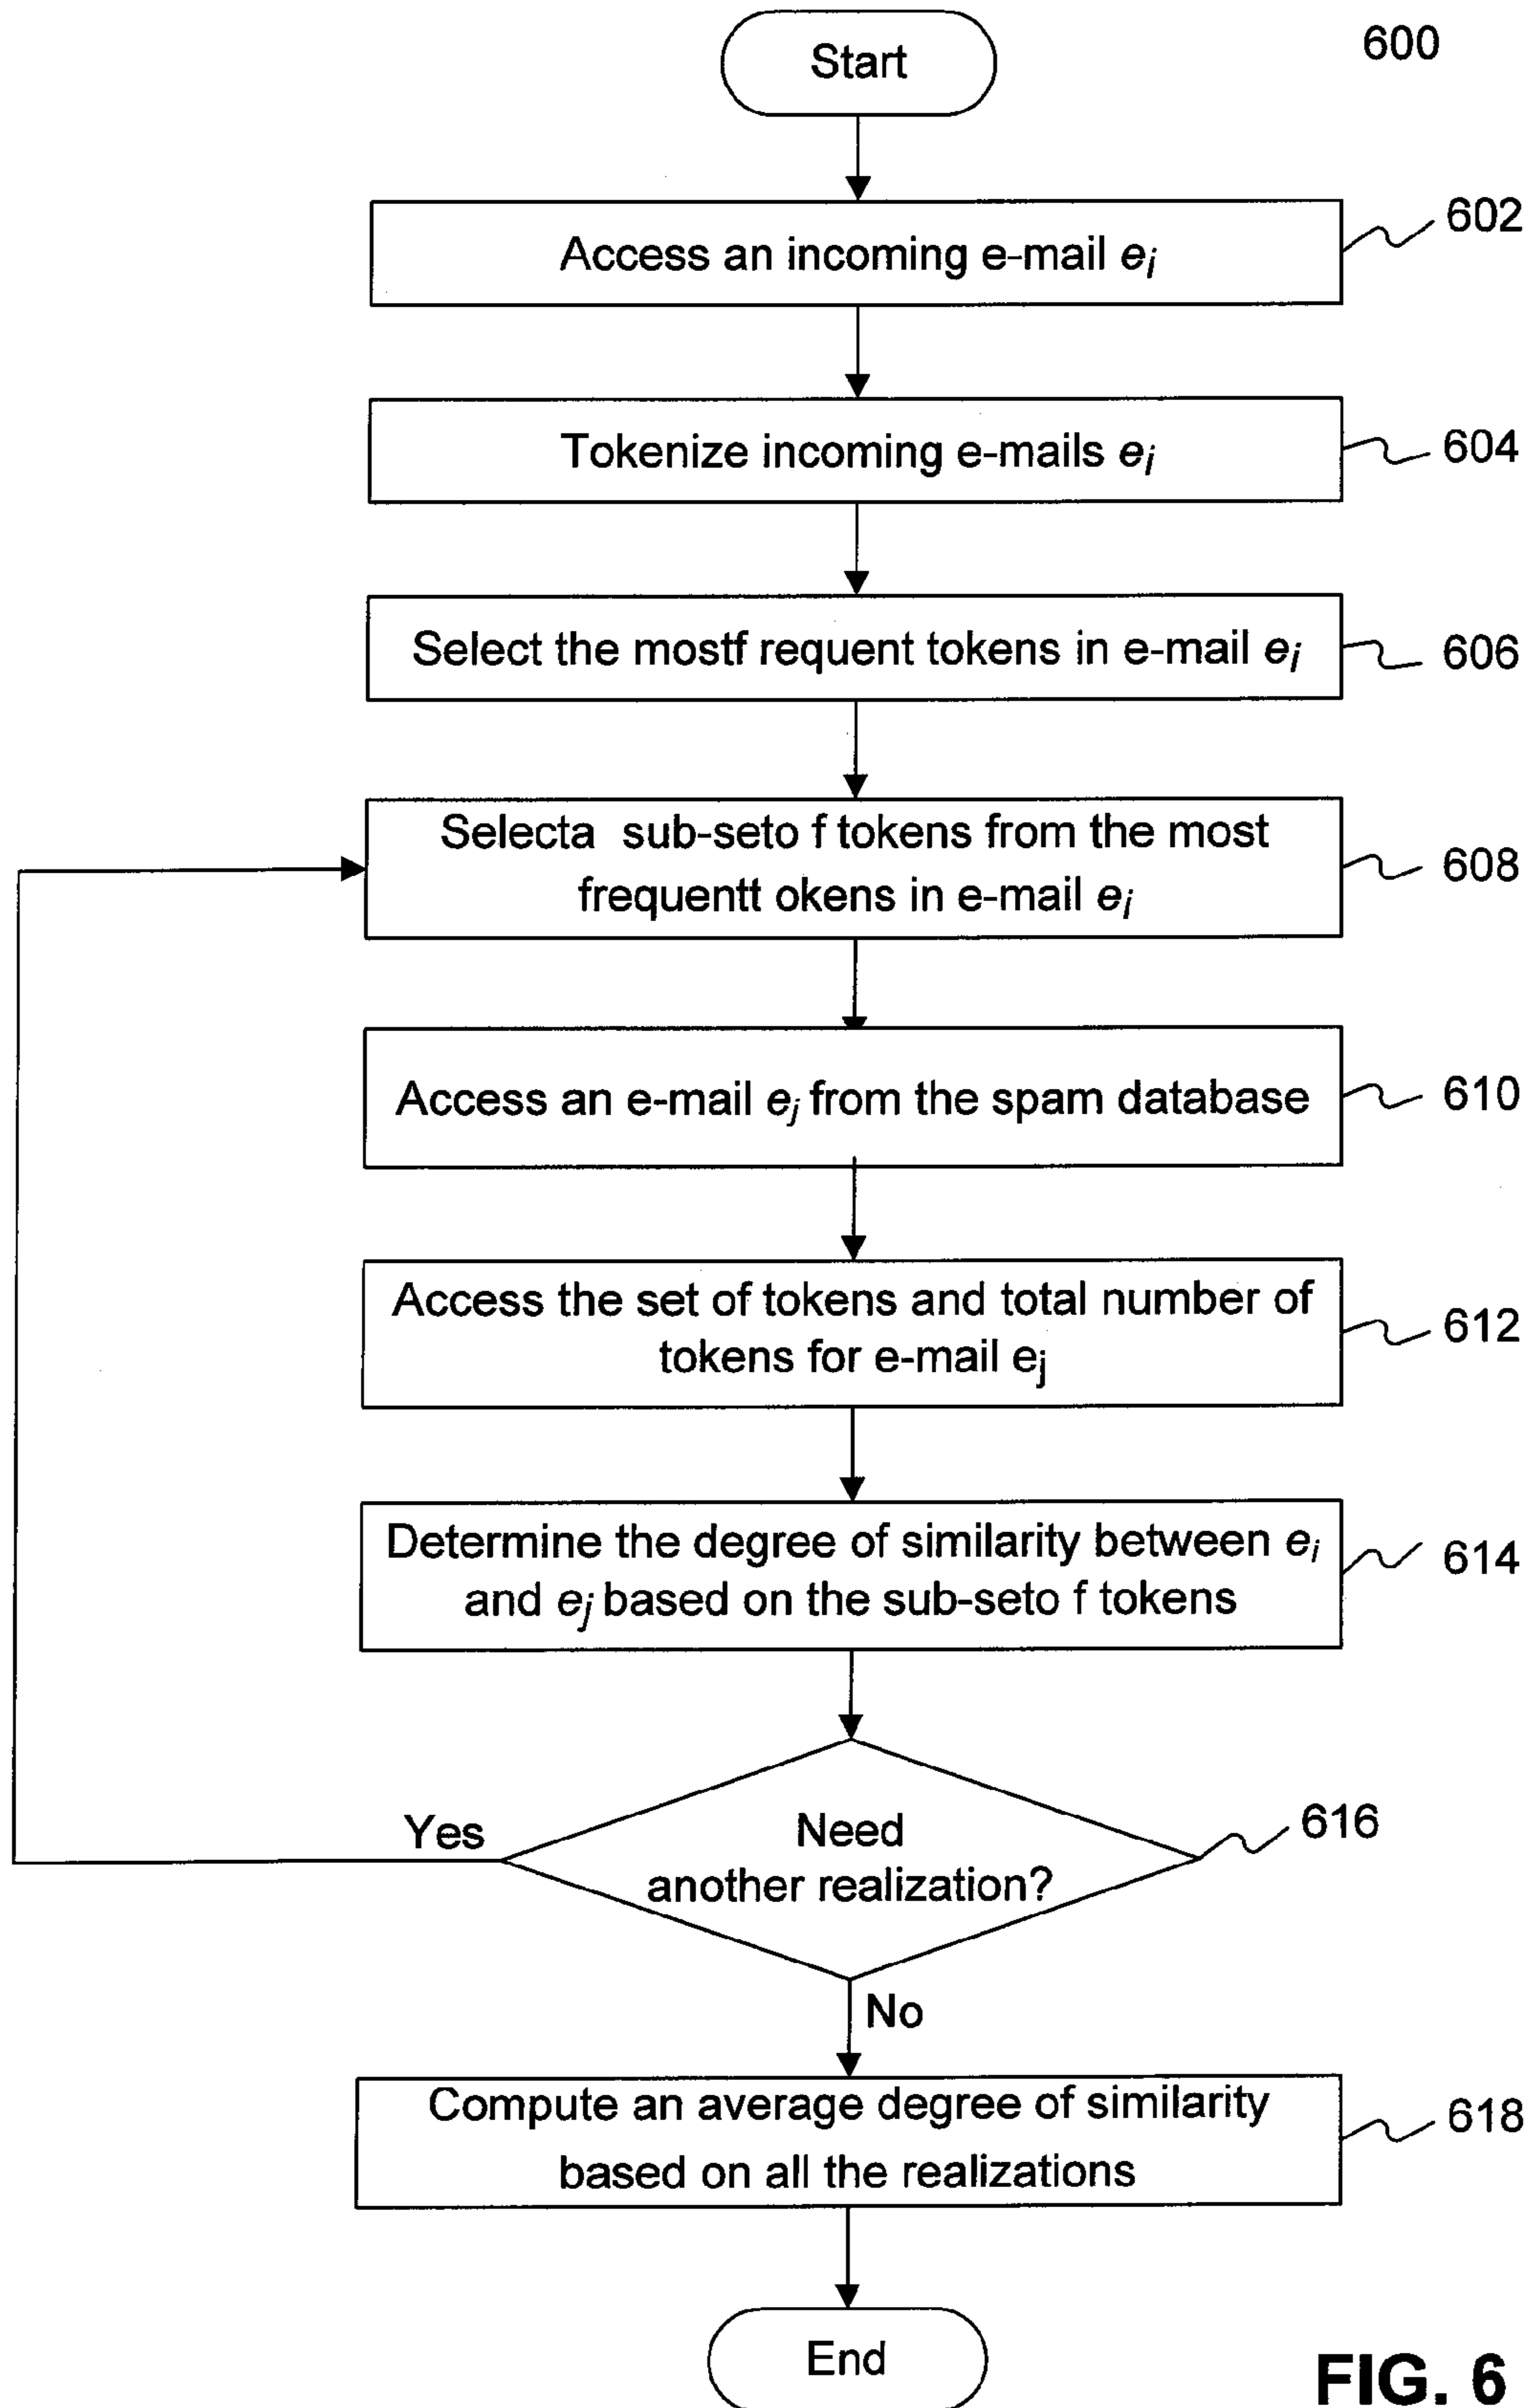 600
Start
Access an incoming e-mail ei
602
Tokenize incoming e-mails ei
604
Select the mostf requent tokens in e-mail ei
606
Selecta sub-seto f tokens from the most
frequentt okens in e-mail ei
608
Access an e-mail ej from the spam database
610
Access the set of tokens and total number of
tokens for e-mail ej
612
Determine the degree of similarity between ei
and ej based on the sub-seto f tokens
614
Need
another realization?
616
Yes
No
Compute an average degree of similarity
based on all the realizations
618
End
FIG. 6